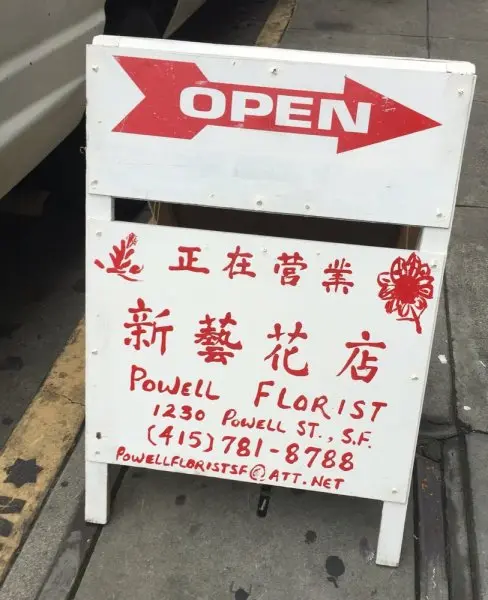 OPEN
正在营業
新藝花店
POWELL FLORIST
1230 POWELL ST., S.F.
(415) 781-8788
POWELLFLORISTSF@ATT.NET